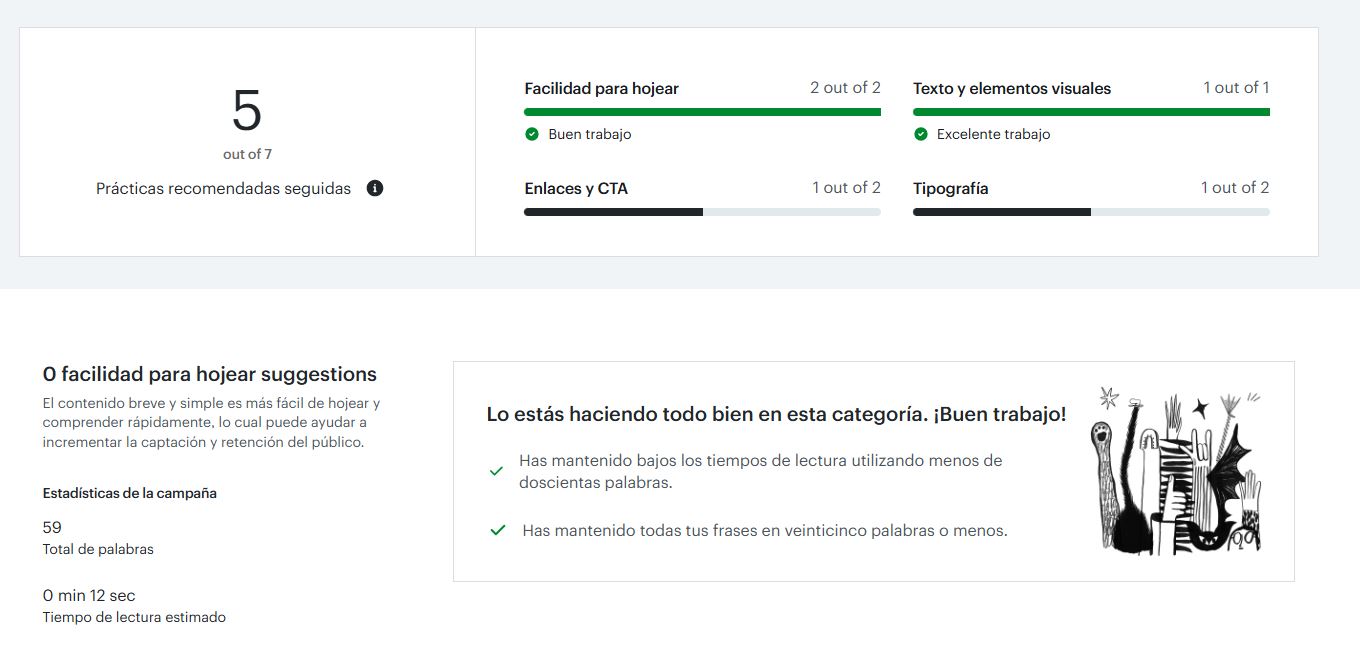 5
out of 7
Prácticas recomendadas seguidas
Facilidad para hojear
2 out of 2
Buen trabajo
Texto y elementos visuales
1 out of 1
Excelente trabajo
Enlaces y CTA
1 out of 2
Tipografía
1 out of 2
0 facilidad para hojear suggestions
El contenido breve y simple es más fácil de hojear y
comprender rápidamente, lo cual puede ayudar a
incrementar la captación y retención del público.
Estadísticas de la campaña
59
Total de palabras
0 min 12 sec
Tiempo de lectura estimado
Lo estás haciendo todo bien en esta categoría. ¡Buen trabajo!
Has mantenido bajos los tiempos de lectura utilizando menos de
doscientas palabras.
Has mantenido todas tus frases en veinticinco palabras o menos.